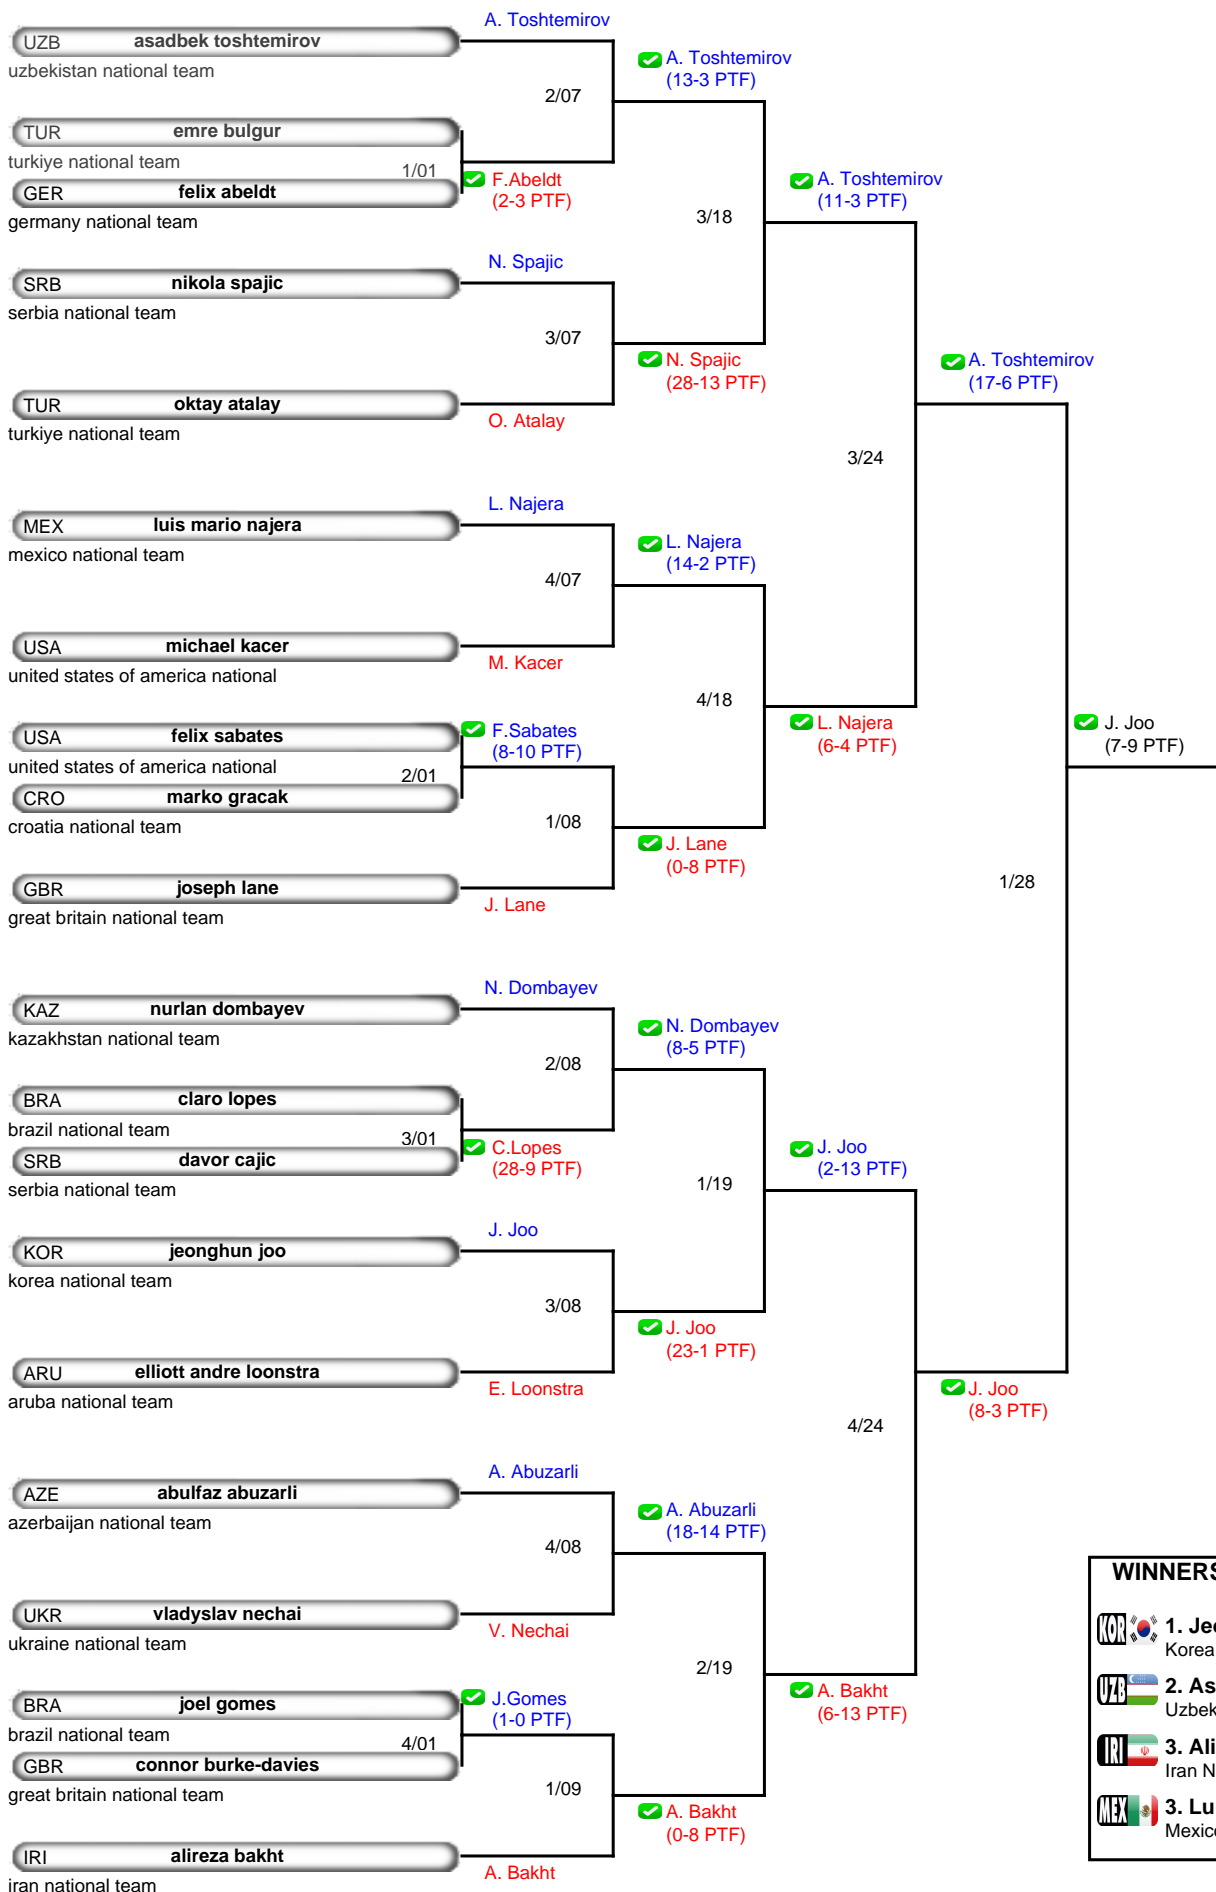 A. Toshtemirov
UZB asadbek toshtemirov
uzbekistan national team
A. Toshtemirov
(13-3 PTF)
2/07
TUR emre bulgur
turkiye national team
1/01
F.Abeldt
(2-3 PTF)
GER felix abeldt
germany national team
A. Toshtemirov
(11-3 PTF)
3/18
N. Spajic
SRB nikola spajic
serbia national team
3/07
N. Spajic
(28-13 PTF)
A. Toshtemirov
(17-6 PTF)
TUR oktay atalay
O. Atalay
turkiye national team
3/24
L. Najera
MEX luis mario najera
mexico national team
L. Najera
(14-2 PTF)
4/07
USA michael kacer
M. Kacer
united states of america national
4/18
L. Najera
(6-4 PTF)
J. Joo
(7-9 PTF)
USA felix sabates
F.Sabates
(8-10 PTF)
united states of america national
2/01
CRO marko gracak
croatia national team
1/08
J. Lane
(0-8 PTF)
1/28
GBR joseph lane
J. Lane
great britain national team
N. Dombayev
KAZ nurlan dombayev
kazakhstan national team
N. Dombayev
(8-5 PTF)
2/08
BRA claro lopes
brazil national team
3/01
C.Lopes
(28-9 PTF)
SRB davor cajic
serbia national team
J. Joo
(2-13 PTF)
1/19
J. Joo
KOR jeonghun joo
korea national team
3/08
J. Joo
(23-1 PTF)
ARU elliott andre loonstra
E. Loonstra
aruba national team
J. Joo
(8-3 PTF)
4/24
A. Abuzarli
AZE abulfaz abuzarli
azerbaijan national team
A. Abuzarli
(18-14 PTF)
4/08
UKR vladyslav nechai
V. Nechai
ukraine national team
2/19
A. Bakht
(6-13 PTF)
BRA joel gomes
J.Gomes
(1-0 PTF)
brazil national team
4/01
GBR connor burke-davies
great britain national team
1/09
A. Bakht
(0-8 PTF)
IRI alireza bakht
A. Bakht
iran national team
WINNERS
KOR 1. Jeo
Korea
UZB 2. As
Uzbek
IRI 3. Ali
Iran N
MEX 3. Lu
Mexico